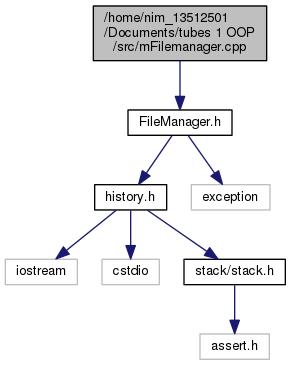 /home/nim_13512501
/Documents/tubes 1 OOP
/src/mFilemanager.cpp
FileManager.h
history.h
exception
iostream
cstdio
stack/stack.h
assert.h